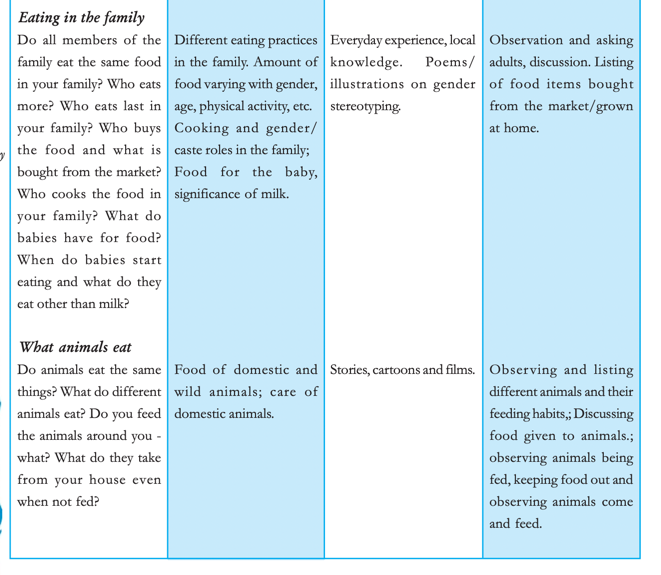 Eating in the family
Do all members of the
family eat the same food
in your family? Who eats
more? Who eats last in
your family? Who buys
the food and what is
bought from the market?
Who cooks the food in
your family? What do
babies have for food?
When do babies start
eating and what do they
eat other than milk?
Different eating practices
in the family. Amount of
food varying with gender,
age, physical activity, etc.
Cooking and gender/
caste roles in the family;
Food for the baby,
significance of milk.
Everyday experience, local
knowledge. Poems/
illustrations on gender
stereotyping.
Observation and asking
adults, discussion. Listing
of food items bought
from the market/grown
at home.
What animals eat
Do animals eat the same
things? What do different
animals eat? Do you feed
the animals around you -
what? What do they take
from your house even
when not fed?
Food of domestic and
wild animals; care of
domestic animals.
Stories, cartoons and films.
Observing and listing
different animals and their
feeding habits,; Discussing
food given to animals.;
observing animals being
fed, keeping food out and
observing animals come
and feed.